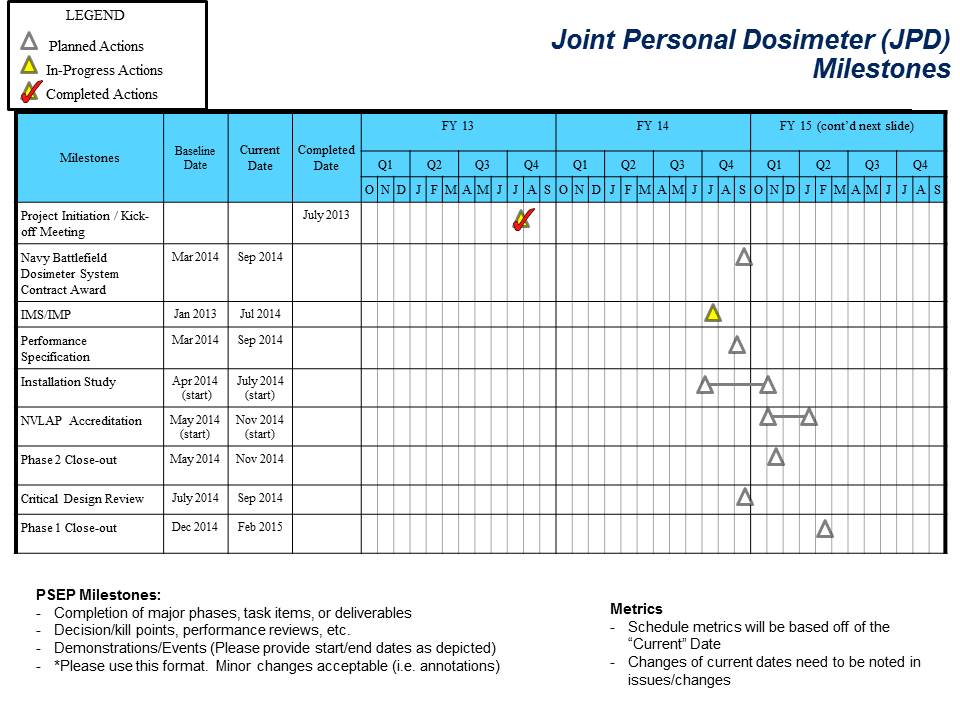 LEGEND
Planned Actions
In-Progress Actions
Completed Actions
Joint Personal Dosimeter (JPD)
Milestones
Milestones Baseline Date Current Date Completed Date FY 13 FY 14 FY 15 (cont’d next slide)
Q1 Q2 Q3 Q4 Q1 Q2 Q3 Q4 Q1 Q2 Q3 Q4
O N D J F M A M J J A S O N D J F M A M J J A S O N D J F M A M J J A S
Project Initiation / Kick- July 2013
off Meeting
Navy Battlefield Mar 2014 Sep 2014
Dosimeter System
Contract Award
IMS/IMP Jan 2013 Jul 2014
Performance Mar 2014 Sep 2014
Specification
Installation Study Apr 2014 July 2014
(start) (start)
NVLAP Accreditation May 2014 Nov 2014
(start) (start)
Phase 2 Close-out May 2014 Nov 2014
Critical Design Review July 2014 Sep 2014
Phase 1 Close-out Dec 2014 Feb 2015
PSEP Milestones:
- Completion of major phases, task items, or deliverables
- Decision/kill points, performance reviews, etc.
- Demonstrations/Events (Please provide start/end dates as depicted)
- *Please use this format. Minor changes acceptable (i.e. annotations)
Metrics
- Schedule metrics will be based off of the
“Current” Date
- Changes of current dates need to be noted in
issues/changes